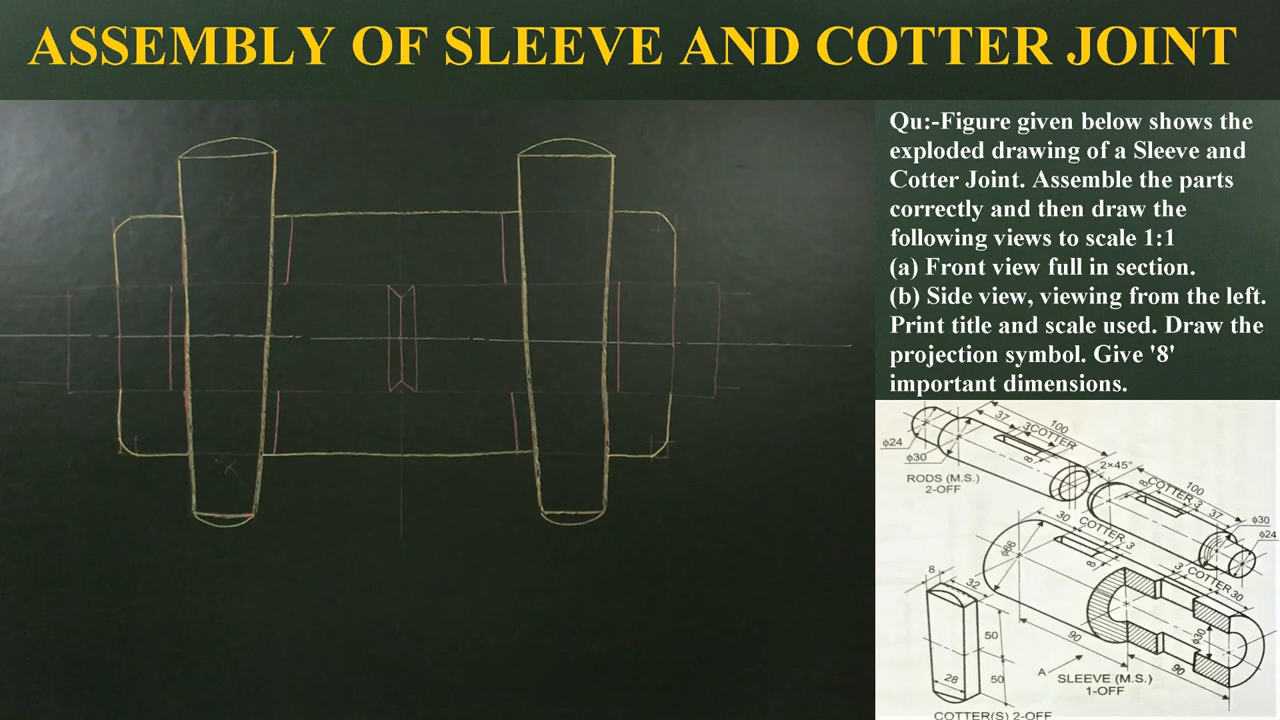 ASSEMBLY OF SLEEVE AND COTTER JOINT
Qu:-Figure given below shows the
exploded drawing of a Sleeve and
Cotter Joint. Assemble the parts
correctly and then draw the
following views to scale 1:1
(a) Front view full in section.
(b) Side view, viewing from the left.
Print title and scale used. Draw the
projection symbol. Give '8'
important dimensions.
37
3
COTTER
100
ϕ24
ϕ30
8
RODS (M.S.)
2-OFF
2×45°
100
COTTER 3
8
37
ϕ30
ϕ24
30
COTTER 3
ϕ66
8
3
COTTER 30
8
32
90
ϕ30
50
50
28
A
SLEEVE (M.S.)
1-OFF
90
COTTER(S) 2-OFF